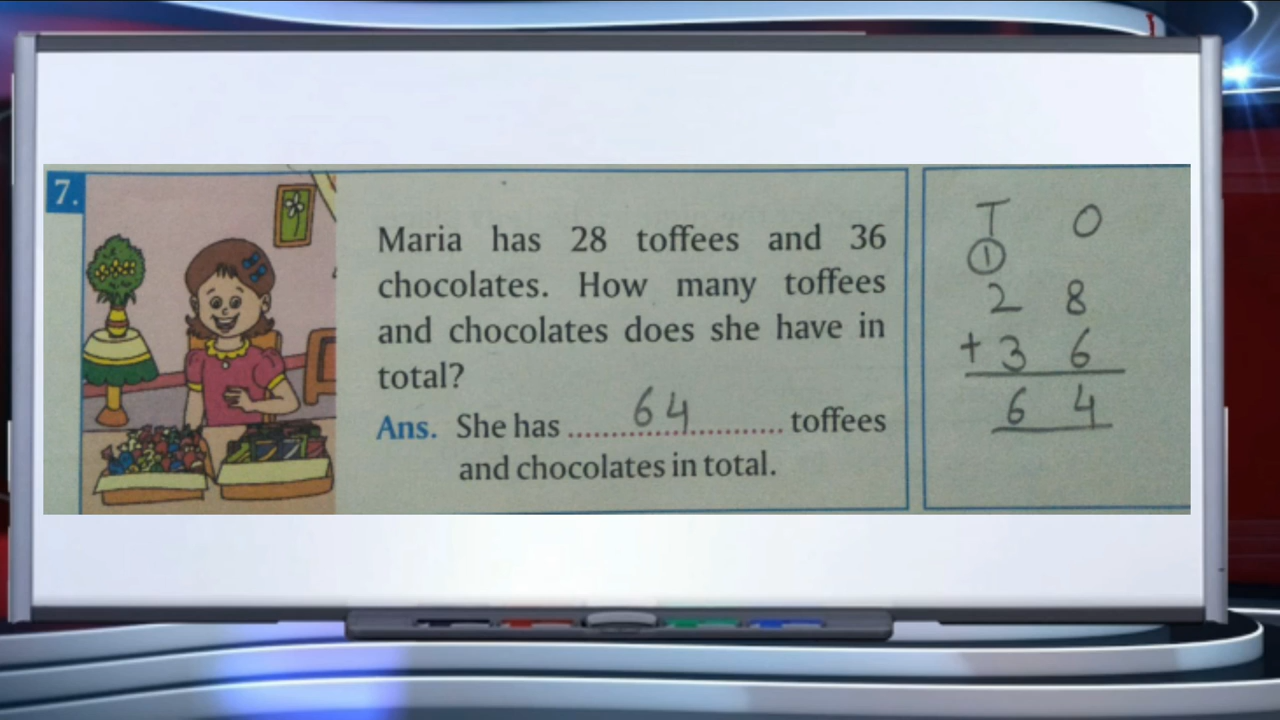 7.
Maria has 28 toffees and 36
chocolates. How many toffees
and chocolates does she have in
total?
Ans. She has 64 toffees
and chocolates in total.
T O
1
2 8
+ 3 6
6 4